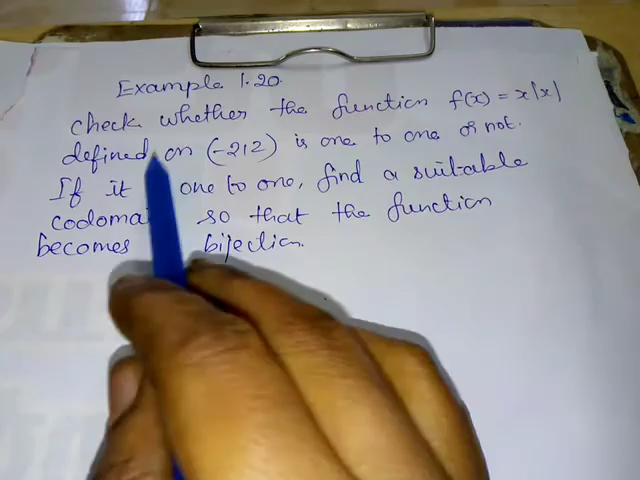 Example 1.20.
check whether the function f(x) = x|x|
defined on (-2,2) is one to one or not.
If it one to one, find a suitable
codomai so that the function
becomes bijection.